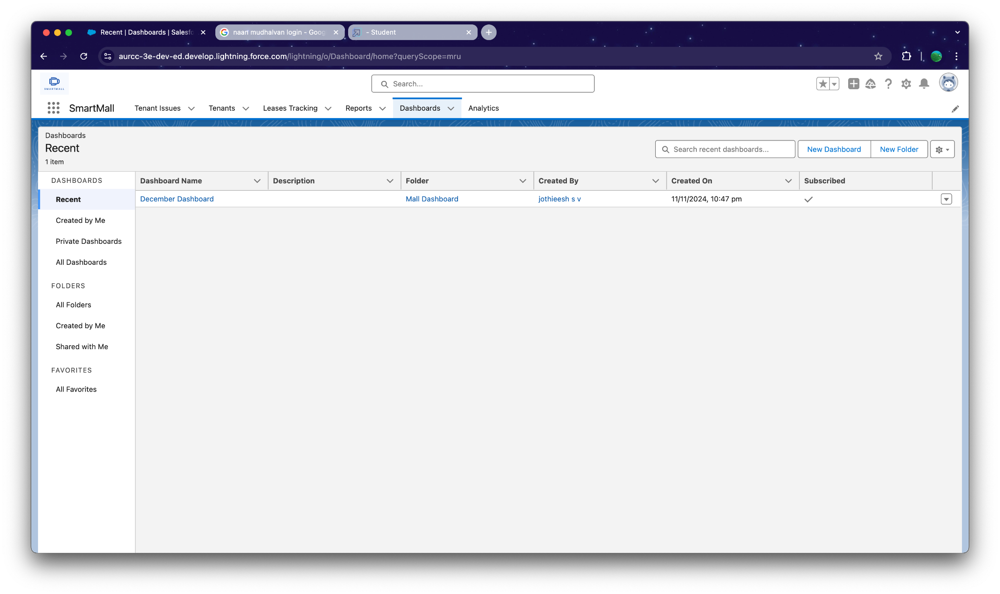 Recent | Dashboards | Salesfo
naan mudhalvan login - Goog
- Student
aurcc-3e-dev-ed.develop.lightning.force.com/lightning/o/Dashboard/home?queryScope=mru
SMARTMALL
Search...
SmartMall
Tenant Issues
Tenants
Leases Tracking
Reports
Dashboards
Analytics
Dashboards
Recent
1 item
Search recent dashboards...
New Dashboard
New Folder
DASHBOARDS
Recent
Created by Me
Private Dashboards
All Dashboards
FOLDERS
All Folders
Created by Me
Shared with Me
FAVORITES
All Favorites
Dashboard Name Description Folder Created By Created On Subscribed
December Dashboard Mall Dashboard jothieesh s v 11/11/2024, 10:47 pm